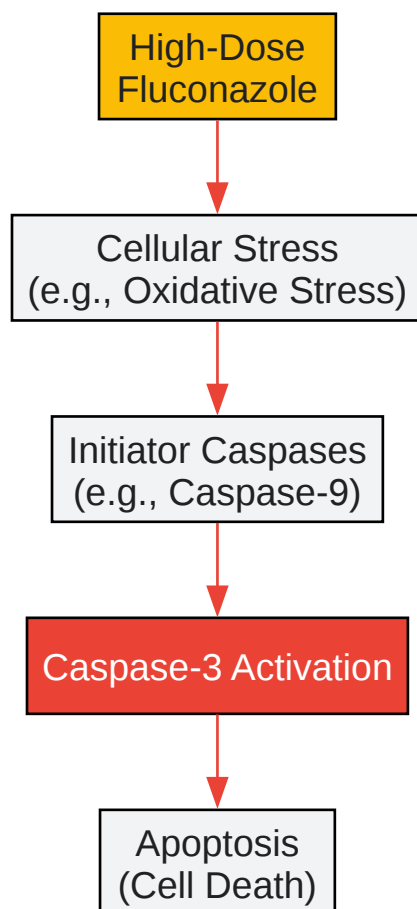 High-Dose
Fluconazole
Cellular Stress
(e.g., Oxidative Stress)
Initiator Caspases
(e.g., Caspase-9)
Caspase-3 Activation
Apoptosis
(Cell Death)